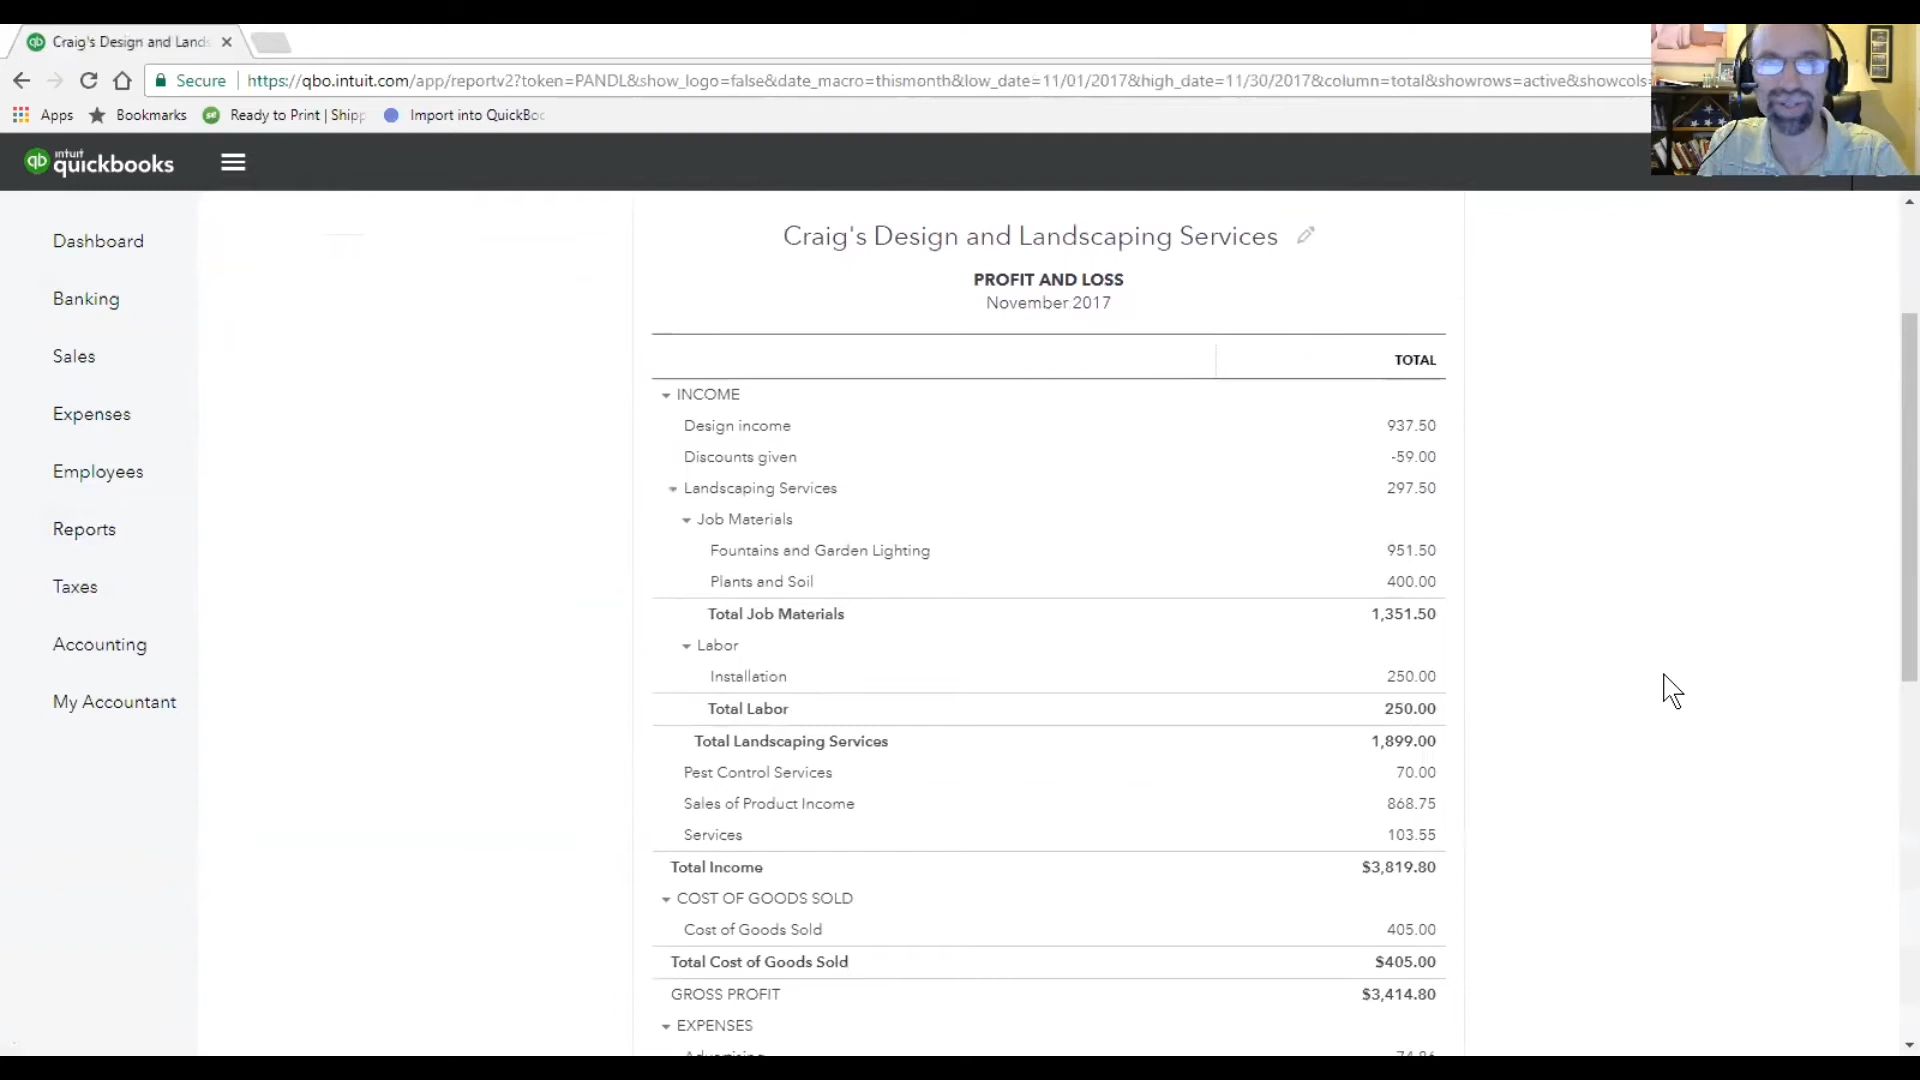 Craig's Design and Lands
Secure https://qbo.intuit.com/app/reportv2?token=PANDL&show_logo=false&date_macro=thismonth&low_date=11/01/2017&high_date=11/30/2017&column=total&showrows=active&showcols=
Apps Bookmarks Ready to Print | Shipp Import into QuickBo
qb intuit quickbooks
Dashboard
Banking
Sales
Expenses
Employees
Reports
Taxes
Accounting
My Accountant
Craig's Design and Landscaping Services
PROFIT AND LOSS
November 2017
TOTAL
INCOME
Design income 937.50
Discounts given -59.00
Landscaping Services 297.50
Job Materials
Fountains and Garden Lighting 951.50
Plants and Soil 400.00
Total Job Materials 1,351.50
Labor
Installation 250.00
Total Labor 250.00
Total Landscaping Services 1,899.00
Pest Control Services 70.00
Sales of Product Income 868.75
Services 103.55
Total Income $3,819.80
COST OF GOODS SOLD
Cost of Goods Sold 405.00
Total Cost of Goods Sold $405.00
GROSS PROFIT $3,414.80
EXPENSES
Advertising 74.86